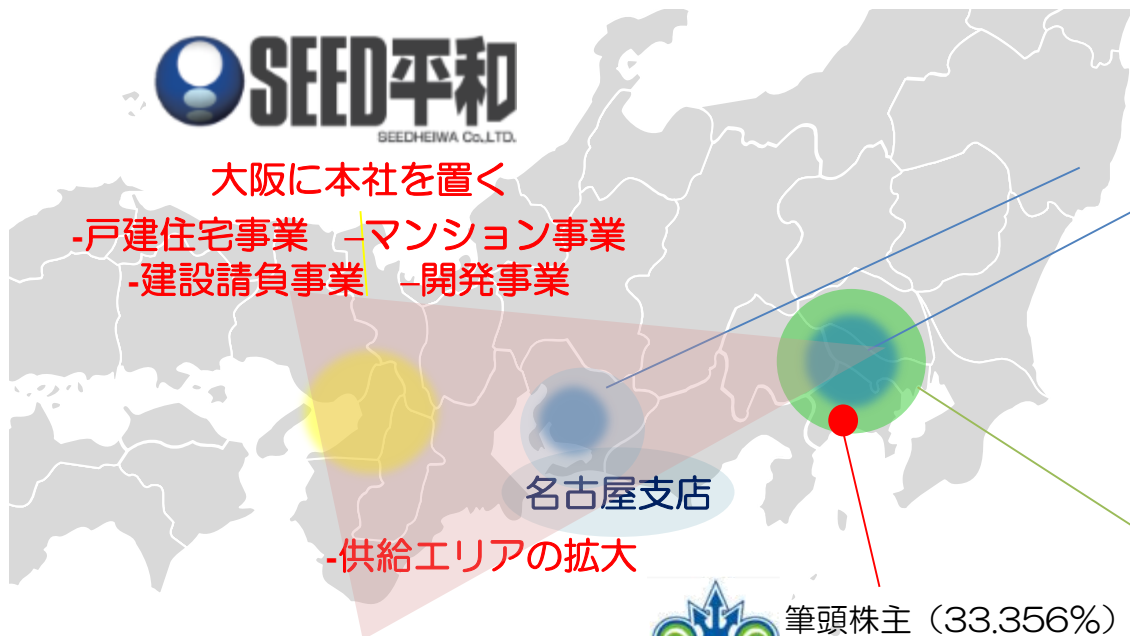 SEED平和
SEEDHEIWA Co.,LTD.
大阪に本社を置く
-戸建住宅事業　–マンション事業
-建設請負事業　–開発事業
名古屋支店
-供給エリアの拡大
筆頭株主（33.356%）